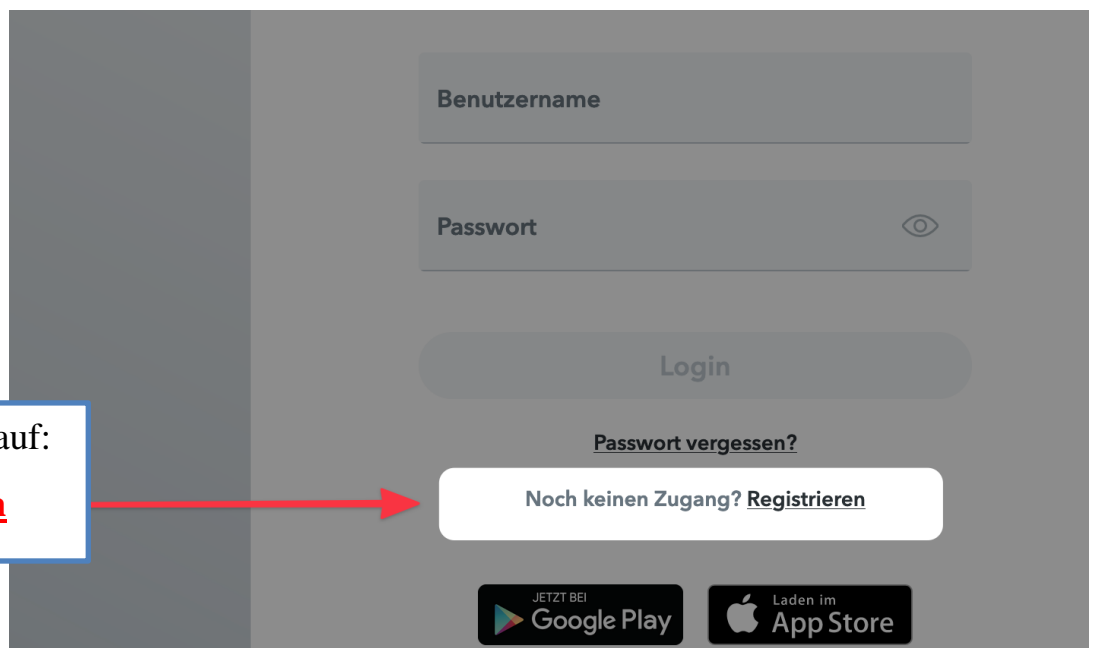 Benutzername
Passwort
Login
Passwort vergessen?
auf:
Noch keinen Zugang? Registrieren
JETZT BEI
Google Play
Laden im
App Store